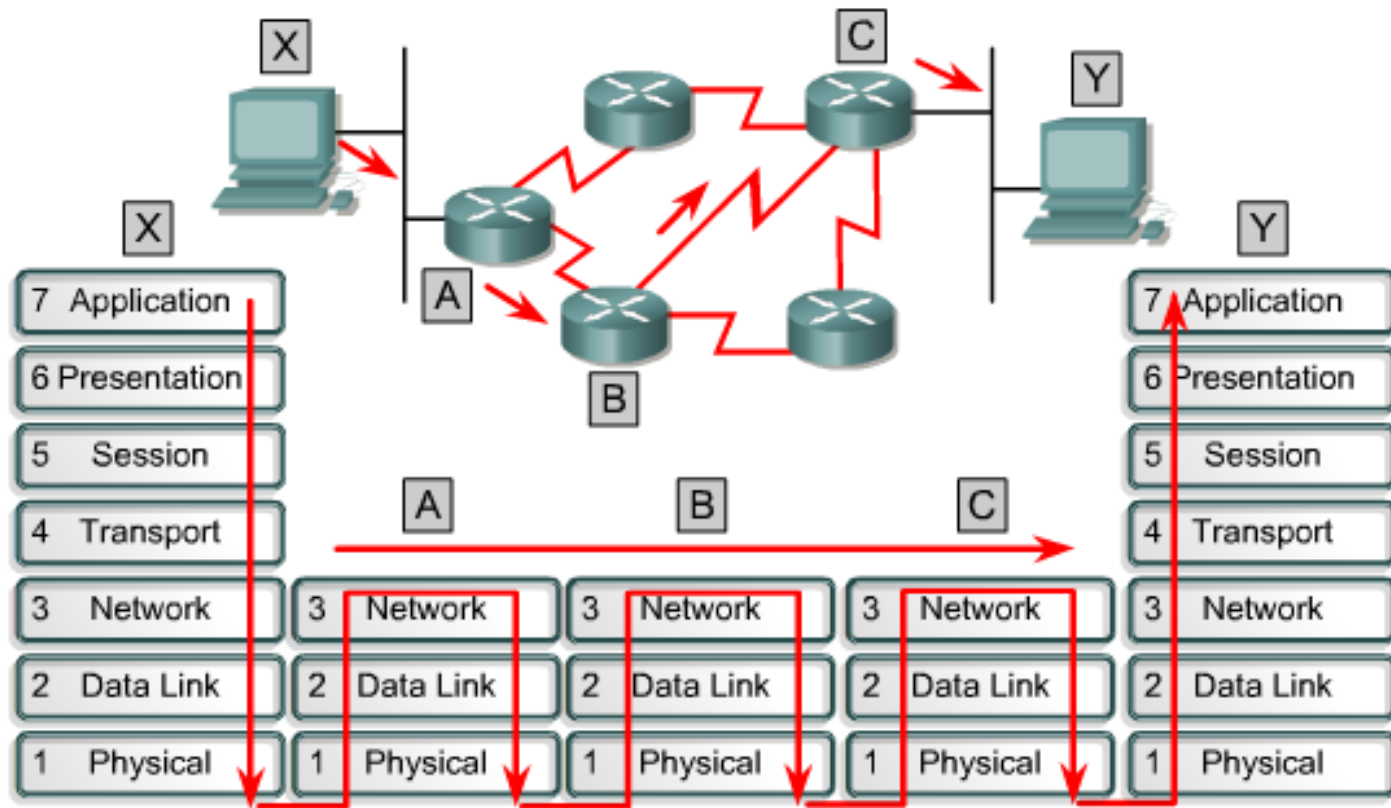 X
C
Y
A
B
X
Y
7 Application
6 Presentation
5 Session
4 Transport
3 Network
2 Data Link
1 Physical
A
B
C
3 Network
2 Data Link
1 Physical
3 Network
2 Data Link
1 Physical
3 Network
2 Data Link
1 Physical
7 Application
6 Presentation
5 Session
4 Transport
3 Network
2 Data Link
1 Physical